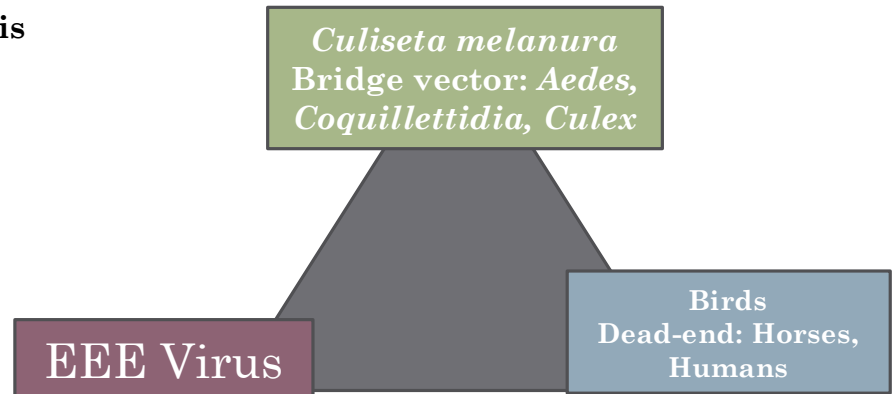 is
Culiseta melanura
Bridge vector: Aedes,
Coquillettidia, Culex
Birds
Dead-end: Horses,
Humans
EEE Virus